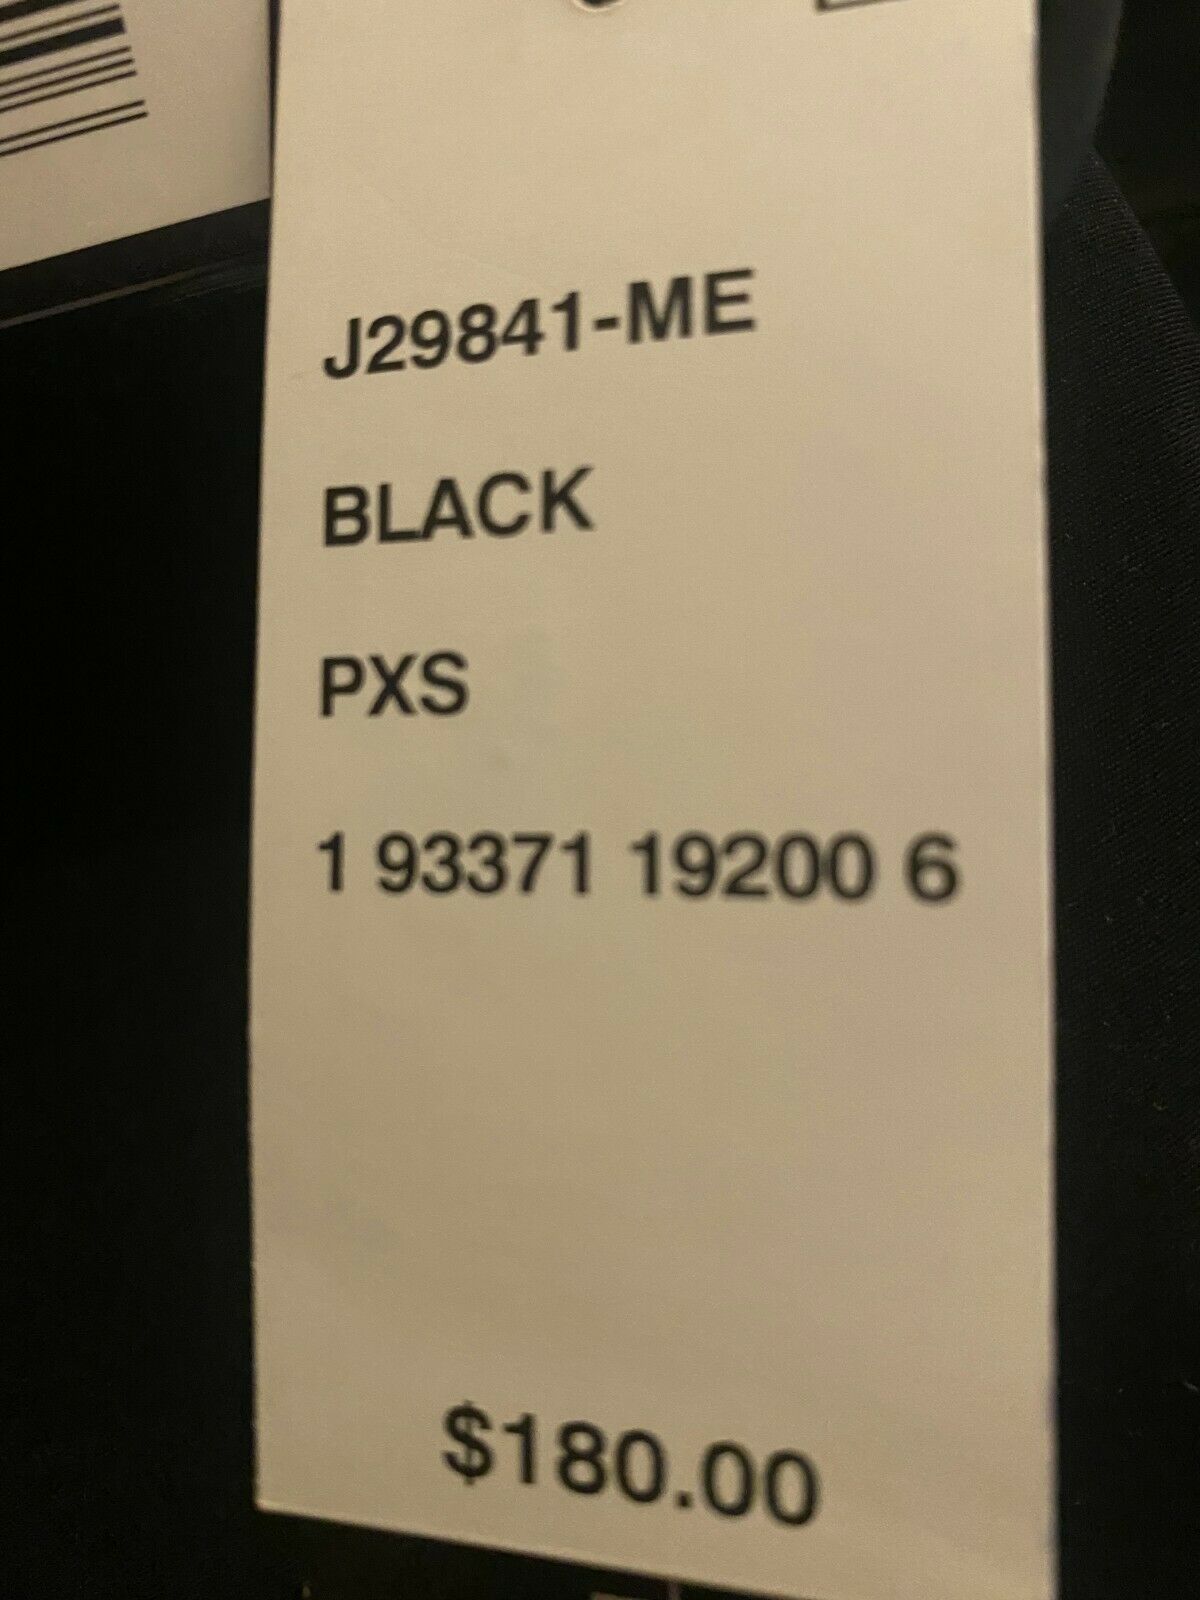 J29841-ME
BLACK
PXS
1 93371 19200 6
$180.00